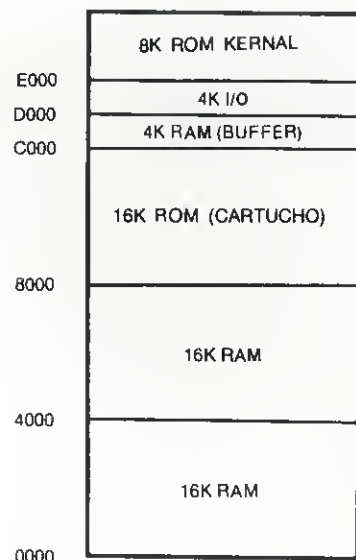 8K ROM KERNAL
E000
4K I/O
D000
4K RAM (BUFFER)
C000
16K ROM (CARTUCHO)
8000
16K RAM
4000
16K RAM
0000